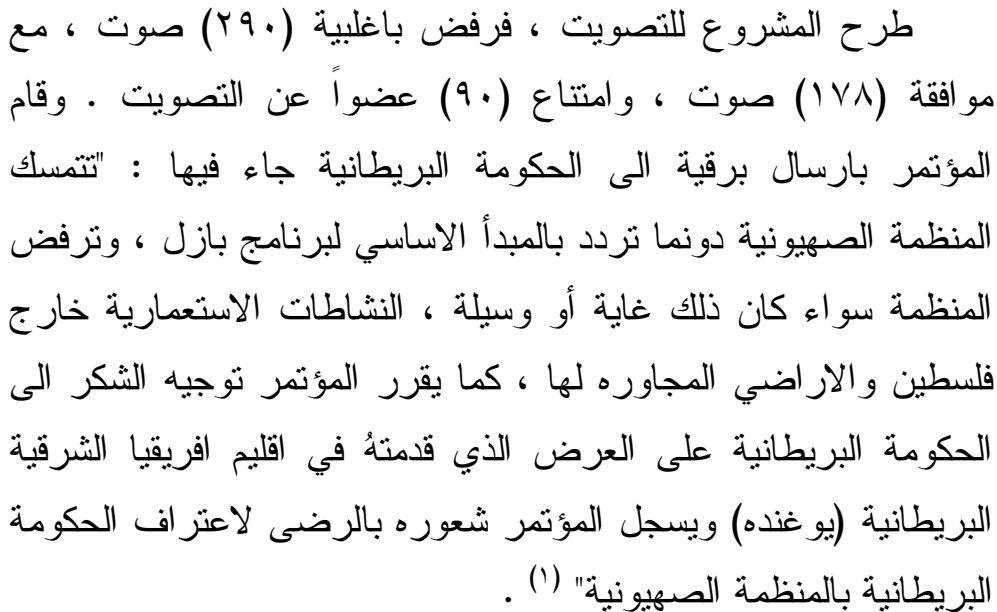 طرح المشروع للتصويت ، فرفض باغلبية (٢٩٠) صوت ، مع
موافقة (١٧٨) صوت ، وامتناع (٩٠) عضواً عن التصويت . وقام
المؤتمر بارسال برقية الى الحكومة البريطانية جاء فيها : "تتمسك
المنظمة الصهيونية دونما تردد بالمبدأ الاساسي لبرنامج بازل ، وترفض
المنظمة سواء كان ذلك غاية أو وسيلة ، النشاطات الاستعمارية خارج
فلسطين والاراضي المجاوره لها ، كما يقرر المؤتمر توجيه الشكر الى
الحكومة البريطانية على العرض الذي قدمتهُ في اقليم افريقيا الشرقية
البريطانية (يوغنده) ويسجل المؤتمر شعوره بالرضى لاعتراف الحكومة
البريطانية بالمنظمة الصهيونية" (١) .